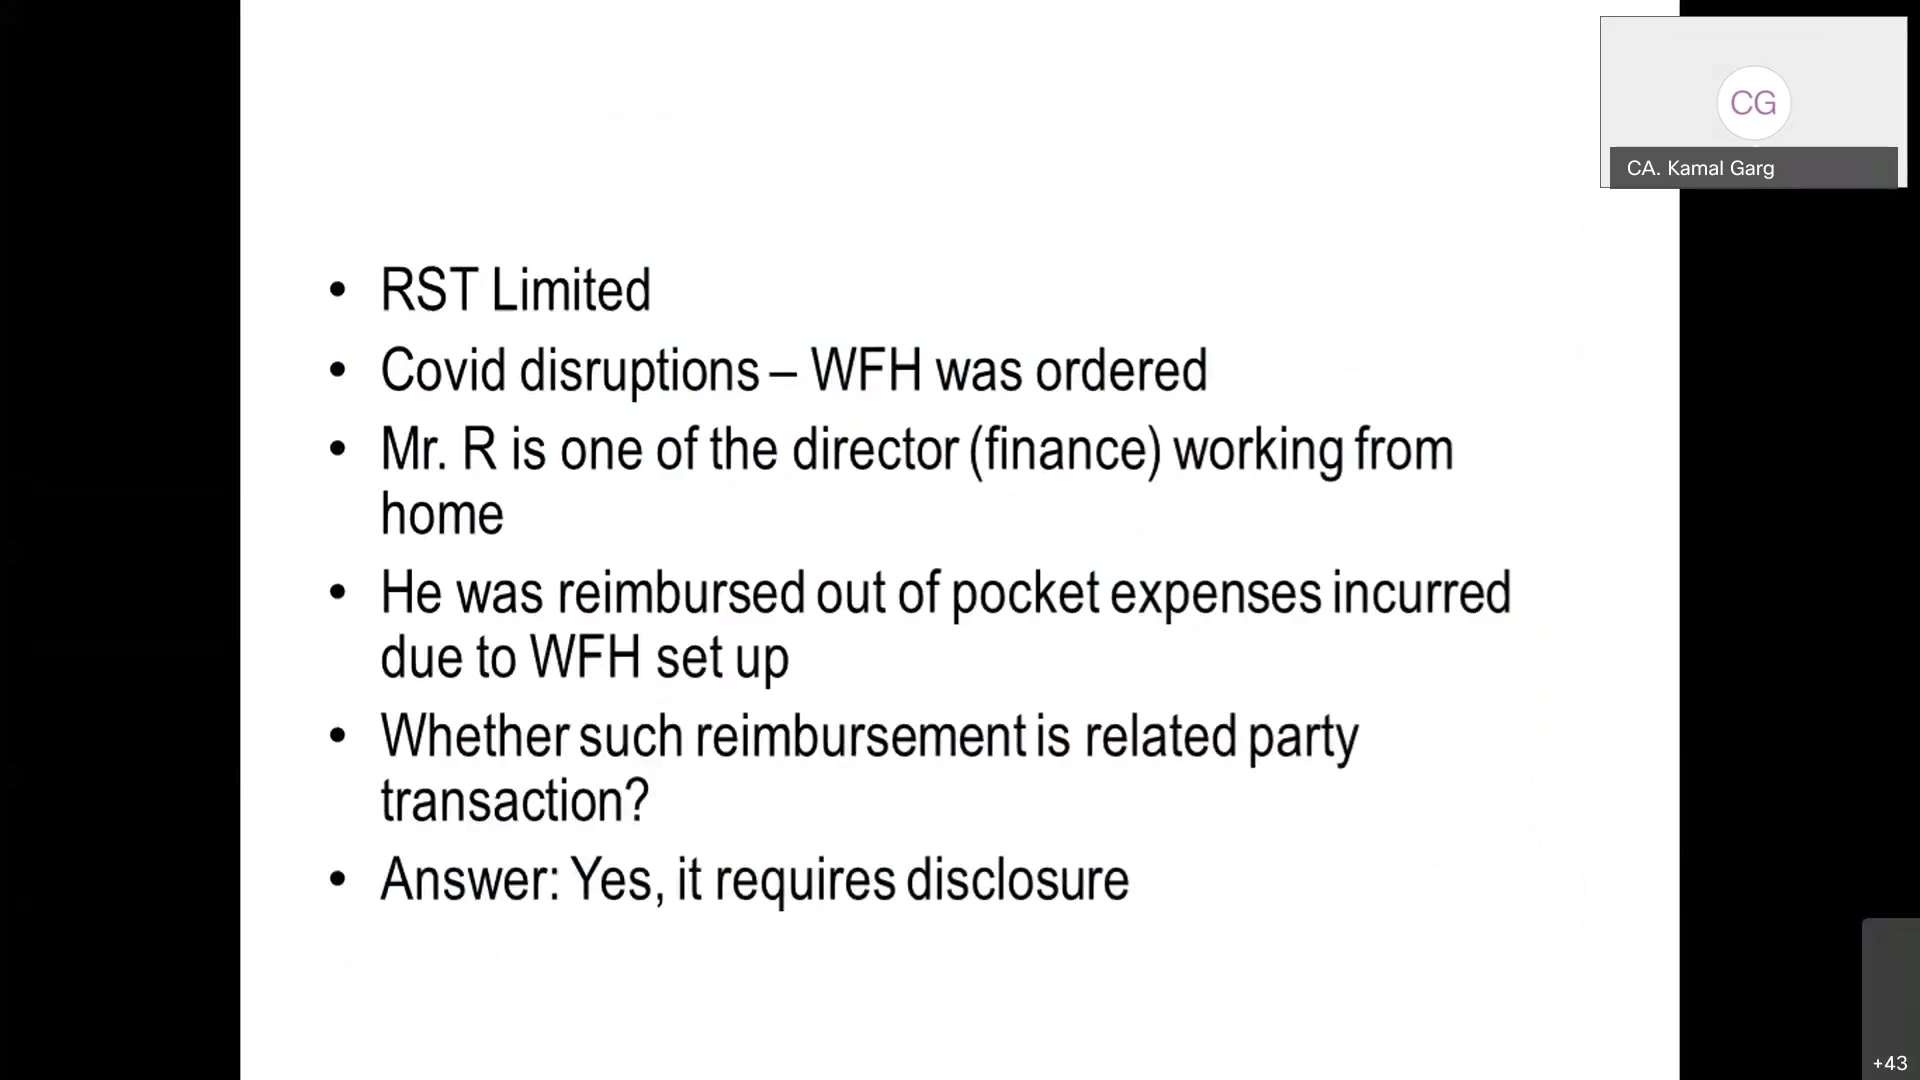 CG
CA. Kamal Garg
• RST Limited
• Covid disruptions – WFH was ordered
• Mr. R is one of the director (finance) working from
home
• He was reimbursed out of pocket expenses incurred
due to WFH set up
• Whether such reimbursement is related party
transaction?
• Answer: Yes, it requires disclosure
+43